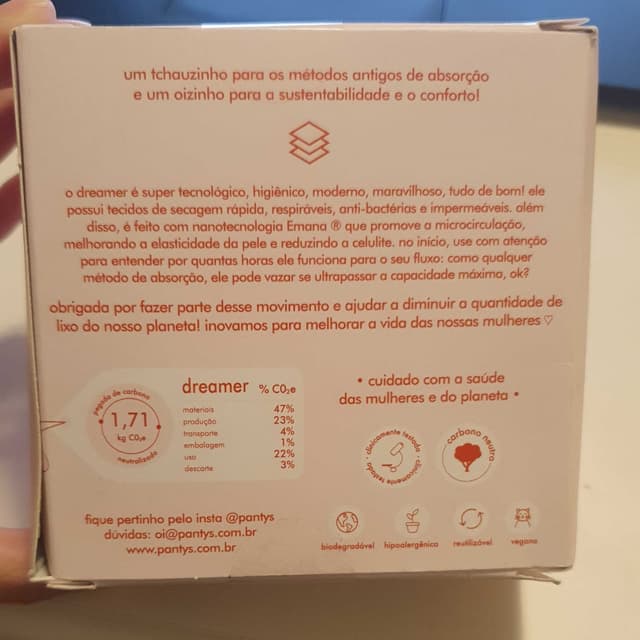 um tchauzinho para os métodos antigos de absorção
e um oizinho para a sustentabilidade e o conforto!
o dreamer é super tecnológico, higiênico, moderno, maravilhoso, tudo de bom! ele
possui tecidos de secagem rápida, respiráveis, anti-bactérias e impermeáveis. além
disso, é feito com nanotecnologia Emana ® que promove a microcirculação,
melhorando a elasticidade da pele e reduzindo a celulite. no início, use com atenção
para entender por quantas horas ele funciona para o seu fluxo: como qualquer
método de absorção, ele pode vazar se ultrapassar a capacidade máxima, ok?
obrigada por fazer parte desse movimento e ajudar a diminuir a quantidade de
lixo do nosso planeta! inovamos para melhorar a vida das nossas mulheres ♡
pegada de carbono
1,71
kg CO₂e
neutralizado
dreamer % CO₂e
materiais 47%
produção 23%
transporte 4%
embalagem 1%
uso 22%
descarte 3%
• cuidado com a saúde
das mulheres e do planeta •
clinicamente testado • clinicamente testado •
carbono neutro
biodegradável hipoalergênico reutilizável vegano
fique pertinho pelo insta @pantys
dúvidas: oi@pantys.com.br
www.pantys.com.br